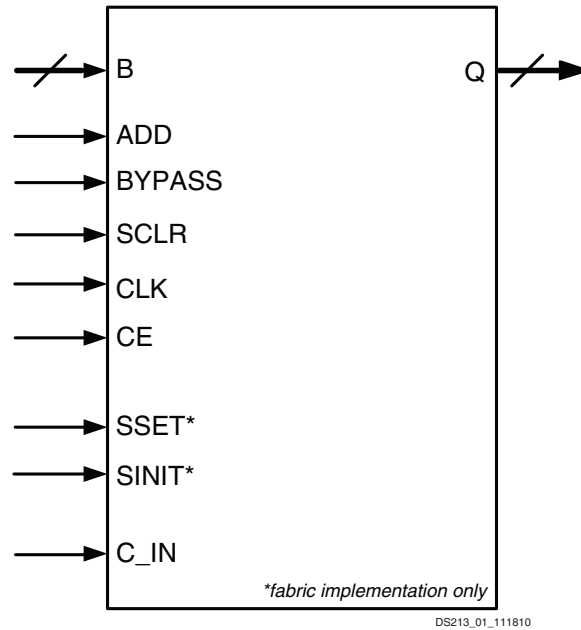 B Q
ADD
BYPASS
SCLR
CLK
CE
SSET*
SINIT*
C_IN
*fabric implementation only
DS213_01_111810